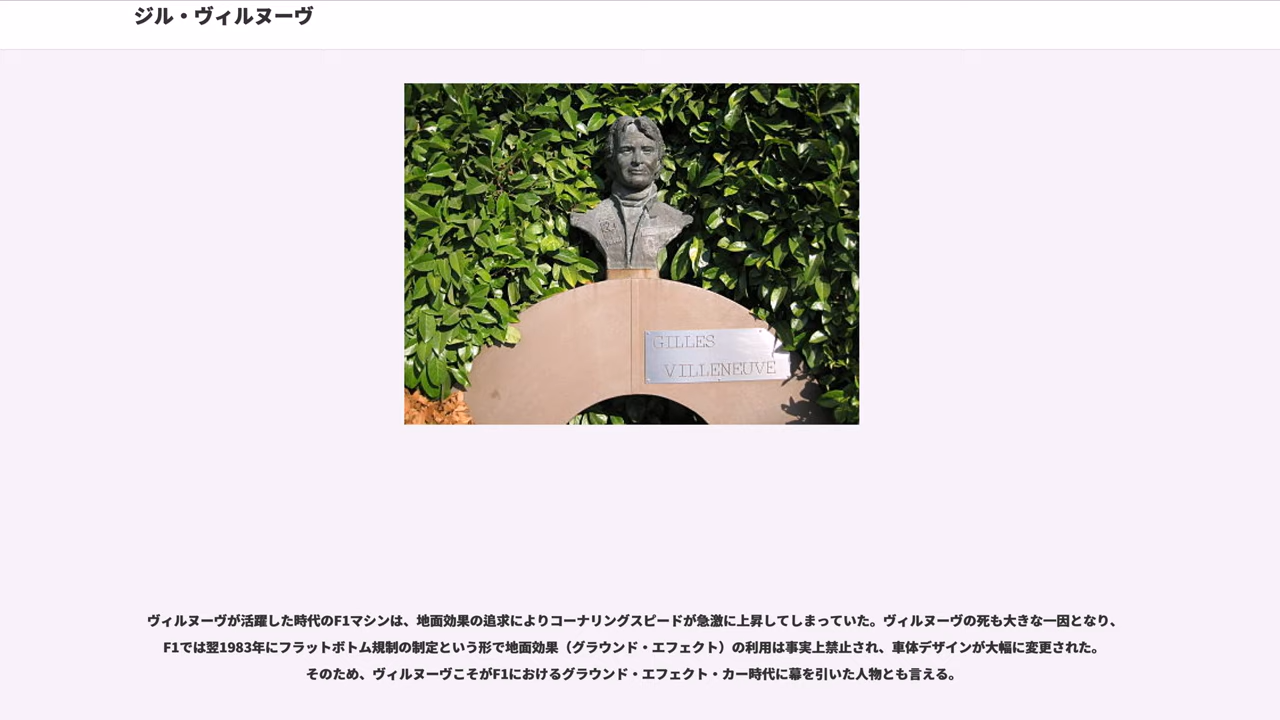 ジル・ヴィルヌーヴ
GILLES
VILLENEUVE
ヴィルヌーヴが活躍した時代のF1マシンは、地面効果の追求によりコーナリングスピードが急激に上昇してしまっていた。ヴィルヌーヴの死も大きな一因となり、
F1では翌1983年にフラットボトム規制の制定という形で地面効果（グラウンド・エフェクト）の利用は事実上禁止され、車体デザインが大幅に変更された。
そのため、ヴィルヌーヴこそがF1におけるグラウンド・エフェクト・カー時代に幕を引いた人物とも言える。